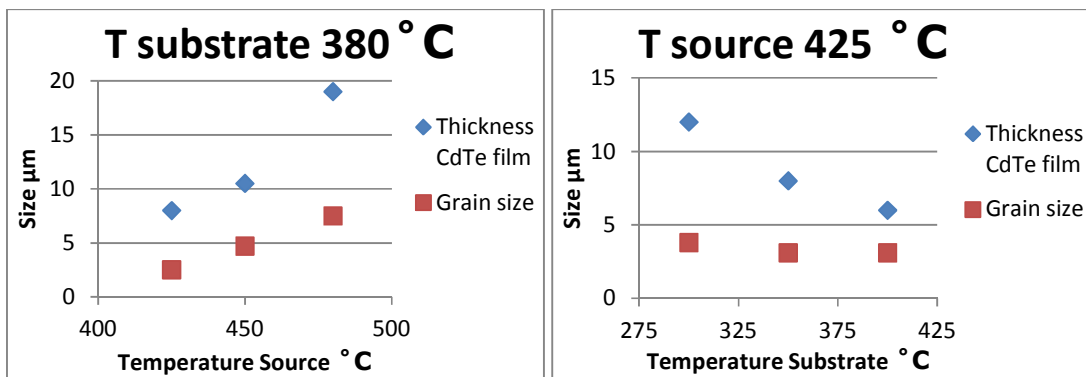 T substrate 380 °C
20
15
10
5
0
400
450
500
Size µm
Temperature Source °C
Thickness
CdTe film
Grain size
T source 425 °C
15
10
5
0
275
325
375
425
Size µm
Temperature Substrate °C
Thickness
CdTe film
Grain size